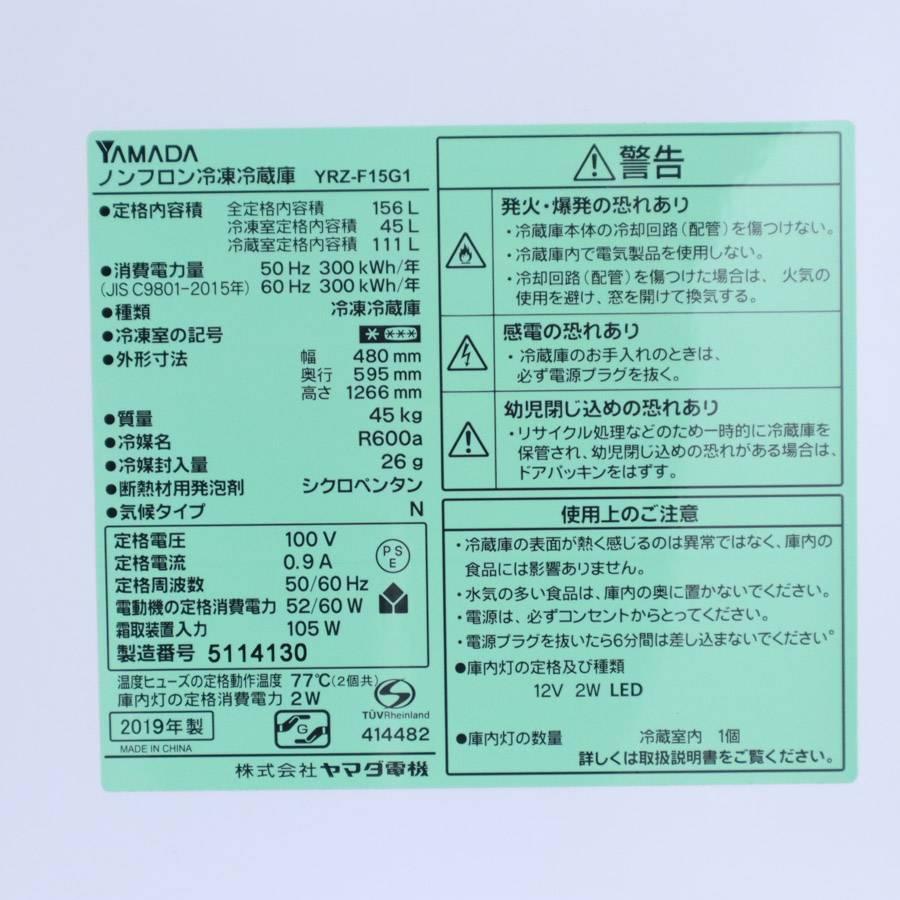 YAMADA
ノンフロン冷凍冷蔵庫 YRZ-F15G1
●定格内容積 全定格内容積 156 L
冷凍室定格内容積 45 L
冷蔵室定格内容積 111 L
●消費電力量 50 Hz 300 kWh/年
(JIS C9801-2015年) 60 Hz 300 kWh/年
●種類 冷凍冷蔵庫
●冷凍室の記号 * ***
●外形寸法 幅 480 mm
奥行 595 mm
高さ 1266 mm
●質量 45 kg
●冷媒名 R600a
●冷媒封入量 26 g
●断熱材用発泡剤 シクロペンタン
●気候タイプ N
定格電圧 100 V
定格電流 0.9 A
定格周波数 50/60 Hz
電動機の定格消費電力 52/60 W
霜取装置入力 105 W
製造番号 5114130
PS
E
温度ヒューズの定格動作温度 77℃(2個共)
庫内灯の定格消費電力 2 W
2019年製
MADE IN CHINA
G
TÜVRheinland
414482
株式会社 ヤマダ電機
⚠警告
発火・爆発の恐れあり
・冷蔵庫本体の冷却回路(配管)を傷つけない。
・冷蔵庫内で電気製品を使用しない。
・冷却回路(配管)を傷つけた場合は、火気の
使用を避け、窓を開けて換気する。
感電の恐れあり
・冷蔵庫のお手入れのときは、
必ず電源プラグを抜く。
幼児閉じ込めの恐れあり
・リサイクル処理などのため一時的に冷蔵庫を
保管され、幼児閉じ込めの恐れがある場合は、
ドアパッキンをはずす。
使用上のご注意
・冷蔵庫の表面が熱く感じるのは異常ではなく、庫内の
食品には影響ありません。
・水気の多い食品は、庫内の奥に置かないでください。
・電源は、必ずコンセントからとってください。
・電源プラグを抜いたら6分間は差し込まないでください。
●庫内灯の定格及び種類
12V 2W LED
●庫内灯の数量 冷蔵室内 1個
詳しくは取扱説明書をご覧ください。